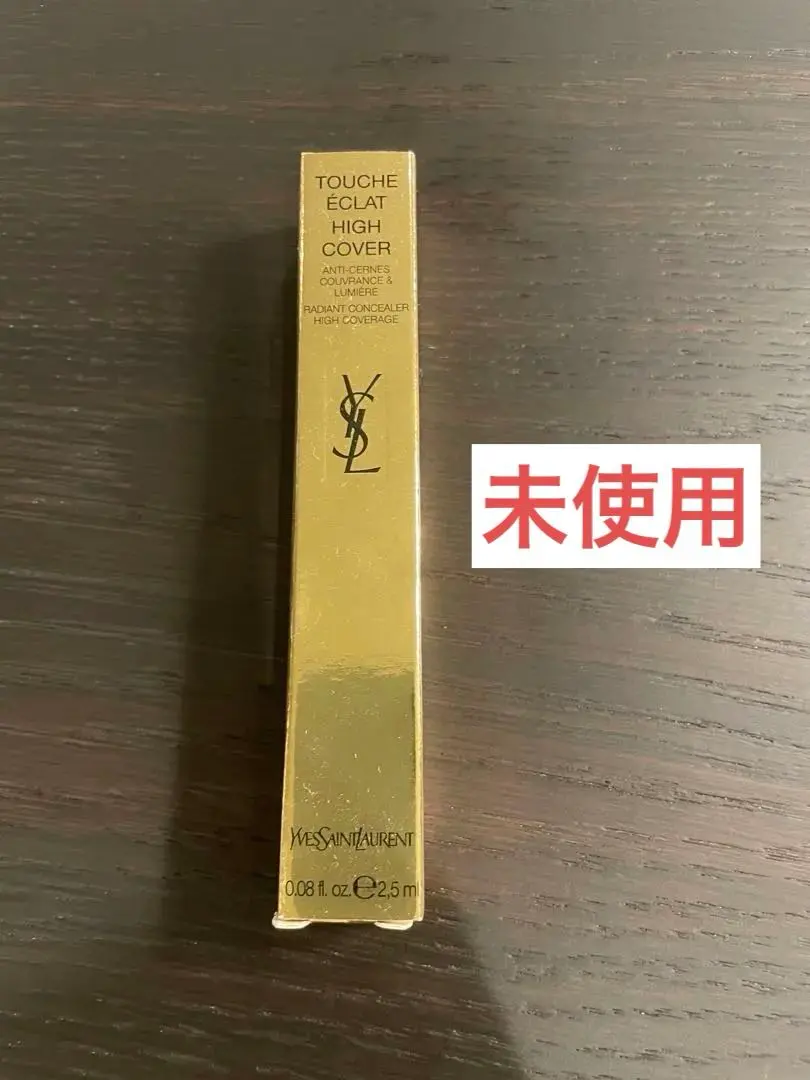 TOUCHE
ÉCLAT
HIGH
COVER
ANTI-CERNES
COUVRANCE &
LUMIÈRE
RADIANT CONCEALER
HIGH COVERAGE
YSL
未使用
YVESSAINTLAURENT
0.08 fl. oz.℮2,5 ml